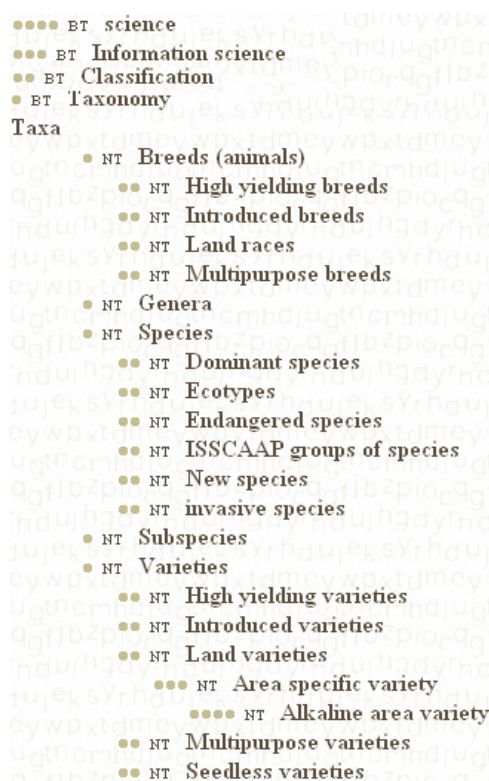 BT science
BT Information science
BT Classification
BT Taxonomy
Taxa
NT Breeds (animals)
NT High yielding breeds
NT Introduced breeds
NT Land races
NT Multipurpose breeds
NT Genera
NT Species
NT Dominant species
NT Ecotypes
NT Endangered species
NT ISSCAAP groups of species
NT New species
NT invasive species
NT Subspecies
NT Varieties
NT High yielding varieties
NT Introduced varieties
NT Land varieties
NT Area specific variety
NT Alkaline area variety
NT Multipurpose varieties
NT Seedless varieties